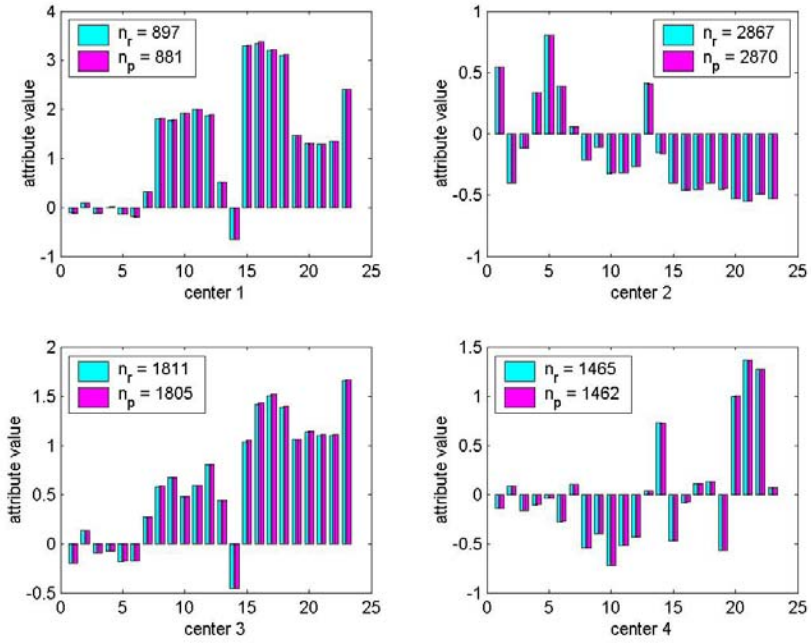 n_r = 897
n_p = 881
attribute value
4
3
2
1
0
-1
0 5 10 15 20 25
center 1
n_r = 2867
n_p = 2870
attribute value
1
0.5
0
-0.5
-1
0 5 10 15 20 25
center 2
n_r = 1811
n_p = 1805
attribute value
2
1.5
1
0.5
0
-0.5
0 5 10 15 20 25
center 3
n_r = 1465
n_p = 1462
attribute value
1.5
1
0.5
0
-0.5
-1
0 5 10 15 20 25
center 4